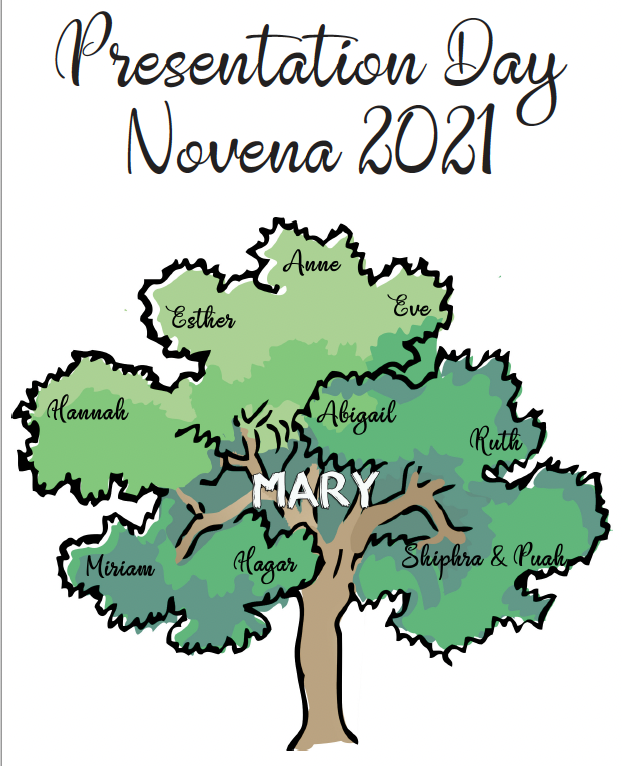 Presentation Day
Novena 2021
Anne
Esther
Eve
Hannah
Abigail
Ruth
MARY
Shiphra & Puah
Miriam
Hagar